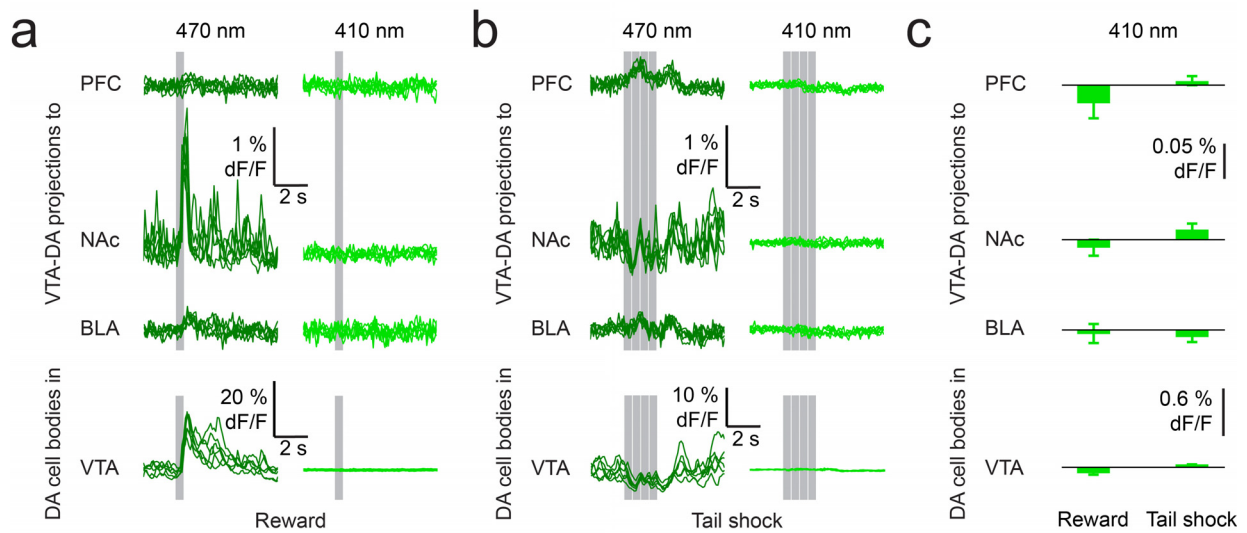 a
470 nm
410 nm
VTA-DA projections to
PFC
1 %
dF/F
2 s
NAc
BLA
DA cell bodies in
20 %
dF/F
2 s
VTA
Reward
b
470 nm
410 nm
VTA-DA projections to
PFC
1 %
dF/F
2 s
NAc
BLA
DA cell bodies in
10 %
dF/F
2 s
VTA
Tail shock
c
410 nm
VTA-DA projections to
PFC
0.05 %
dF/F
NAc
BLA
DA cell bodies in
0.6 %
dF/F
VTA
Reward
Tail shock